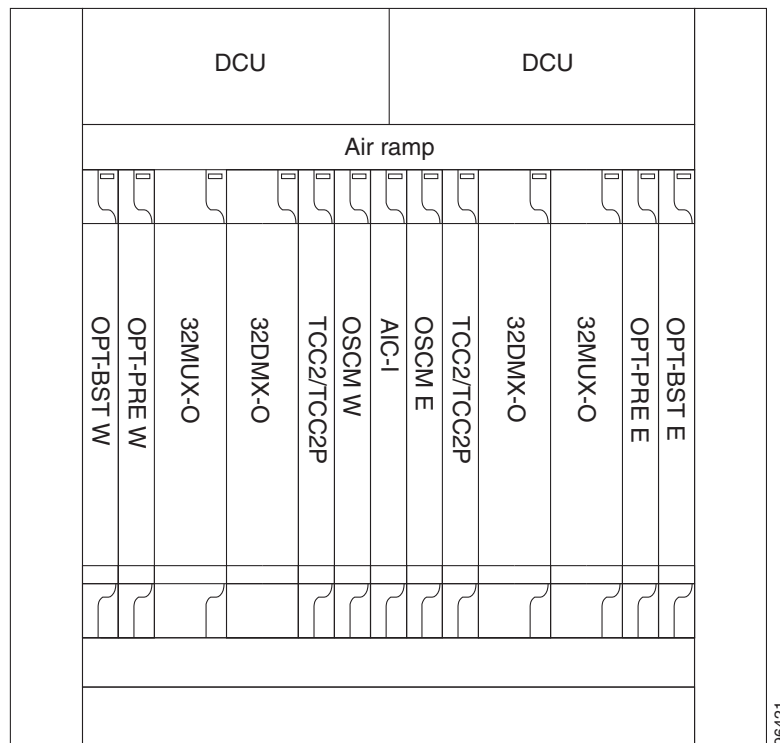 DCU
DCU
Air ramp
OPT-BST W
OPT-PRE W
32MUX-O
32DMX-O
TCC2/TCC2P
OSCM W
AIC-I
OSCM E
TCC2/TCC2P
32DMX-O
32MUX-O
OPT-PRE E
OPT-BST E